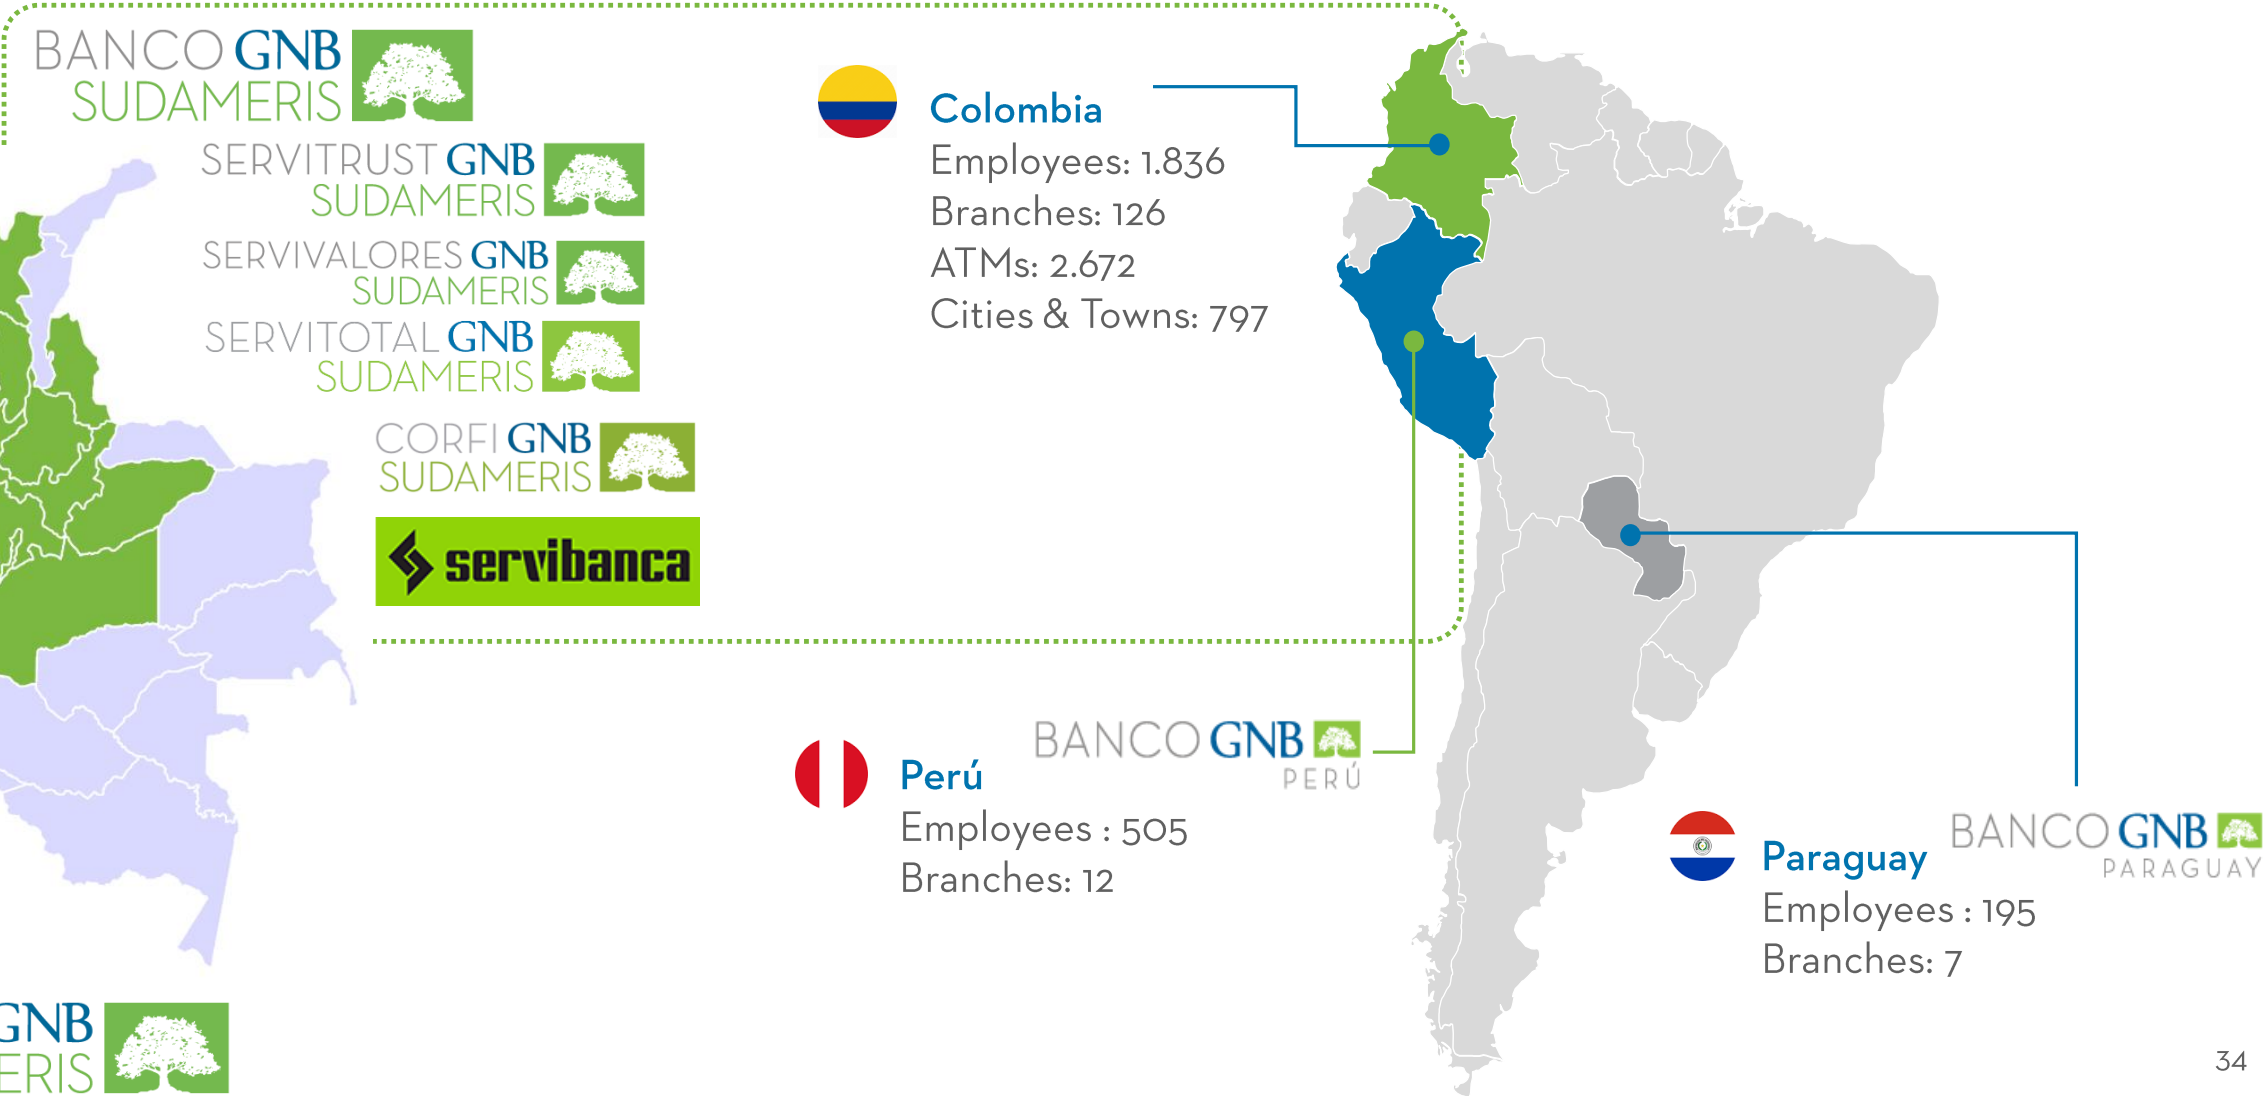 BANCO GNB
SUDAMERIS
SERVITRUST GNB
SUDAMERIS
SERVIVALORES GNB
SUDAMERIS
SERVITOTAL GNB
SUDAMERIS
CORFI GNB
SUDAMERIS
servibanca
Colombia
Employees: 1.836
Branches: 126
ATMs: 2.672
Cities & Towns: 797
BANCO GNB
PERÚ
Perú
Employees : 505
Branches: 12
BANCO GNB
PARAGUAY
Paraguay
Employees : 195
Branches: 7
GNB
ERIS
34